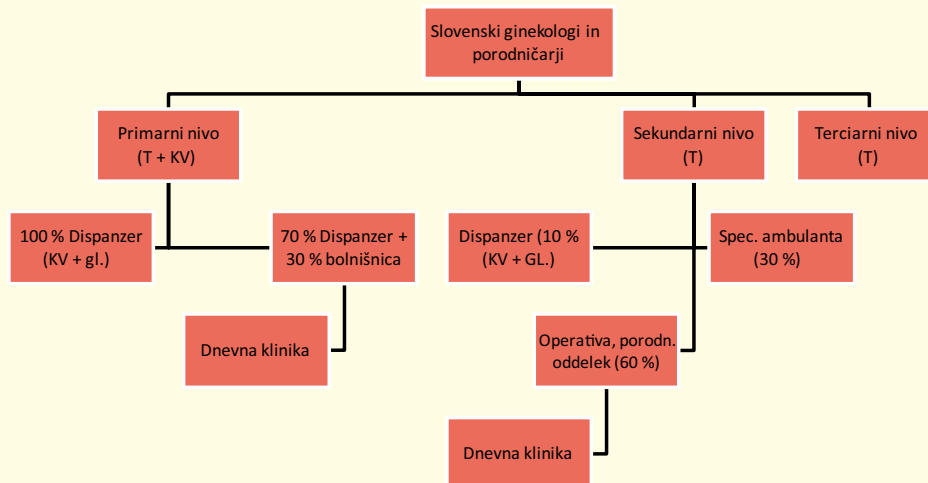 Slovenski ginekologi in
porodničarji
Primarni nivo
(T + KV)
Sekundarni nivo
(T)
Terciarni nivo
(T)
100 % Dispanzer
(KV + gl.)
70 % Dispanzer +
30 % bolnišnica
Dispanzer (10 %
(KV + GL.)
Spec. ambulanta
(30 %)
Dnevna klinika
Operativa, porodn.
oddelek (60 %)
Dnevna klinika